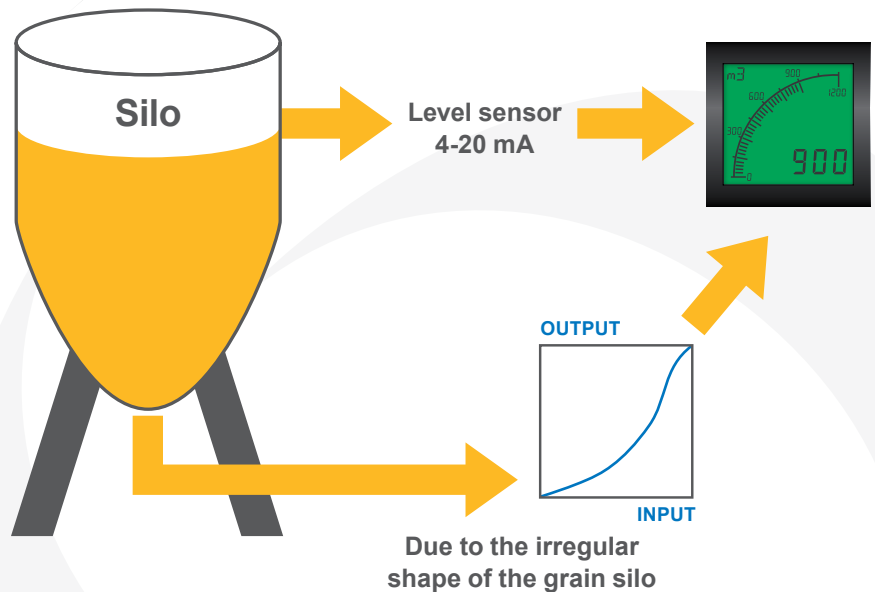 Silo
Level sensor
4-20 mA
m3
0
300
600
900
1200
900
OUTPUT
INPUT
Due to the irregular
shape of the grain silo